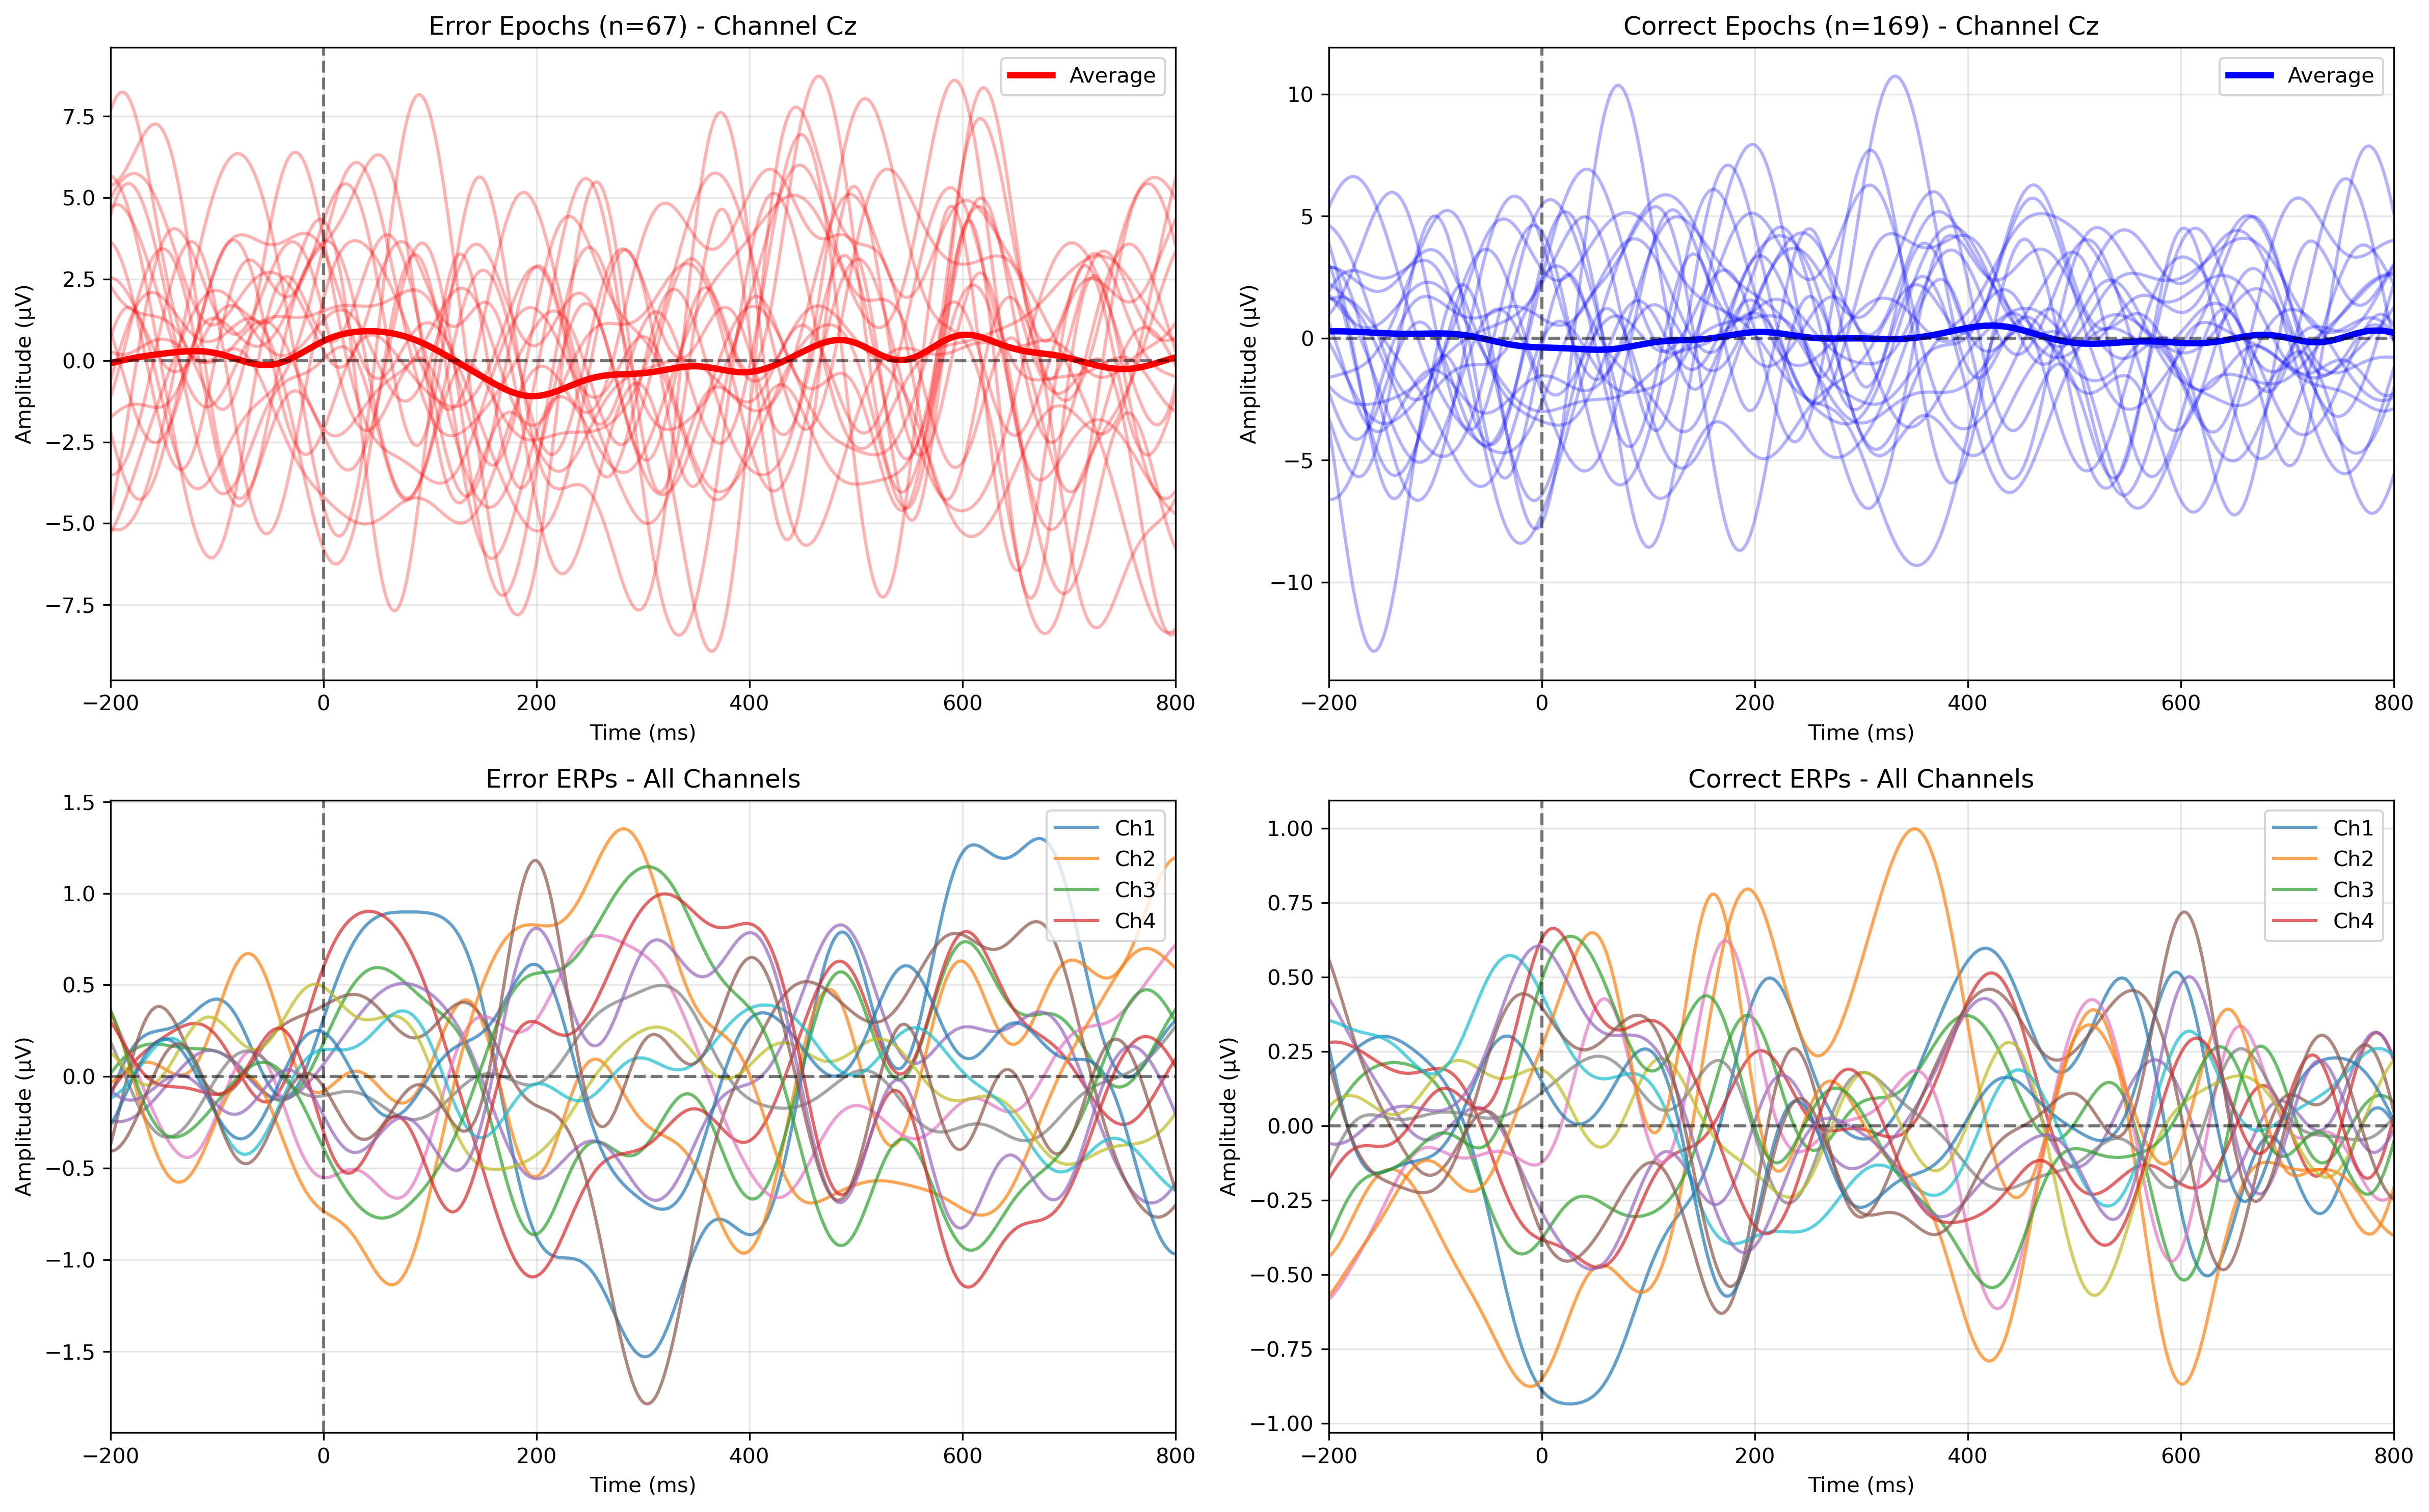 Error Epochs (n=67) - Channel Cz
Average
7.5
5.0
2.5
0.0
−2.5
−5.0
−7.5
Amplitude (µV)
−200
0
200
400
600
800
Time (ms)
Correct Epochs (n=169) - Channel Cz
Average
10
5
0
−5
−10
Amplitude (µV)
−200
0
200
400
600
800
Time (ms)
Error ERPs - All Channels
Ch1
Ch2
Ch3
Ch4
1.5
1.0
0.5
0.0
−0.5
−1.0
−1.5
Amplitude (µV)
−200
0
200
400
600
800
Time (ms)
Correct ERPs - All Channels
Ch1
Ch2
Ch3
Ch4
1.00
0.75
0.50
0.25
0.00
−0.25
−0.50
−0.75
−1.00
Amplitude (µV)
−200
0
200
400
600
800
Time (ms)